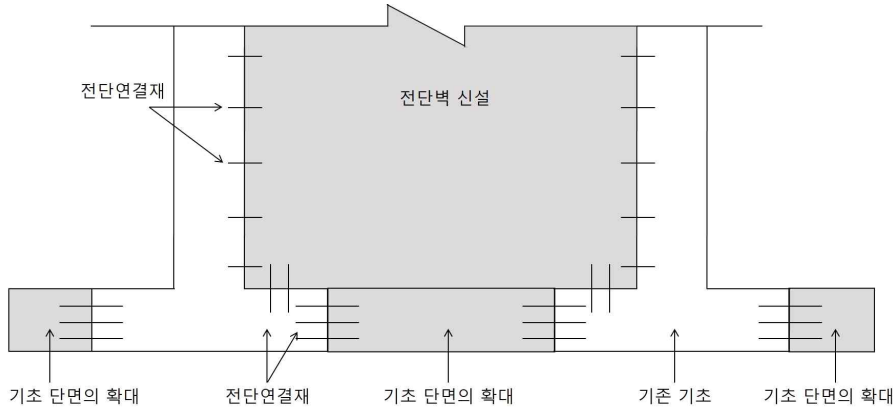 전단연결재
전단벽 신설
기초 단면의 확대
전단연결재
기초 단면의 확대
기존 기초
기초 단면의 확대